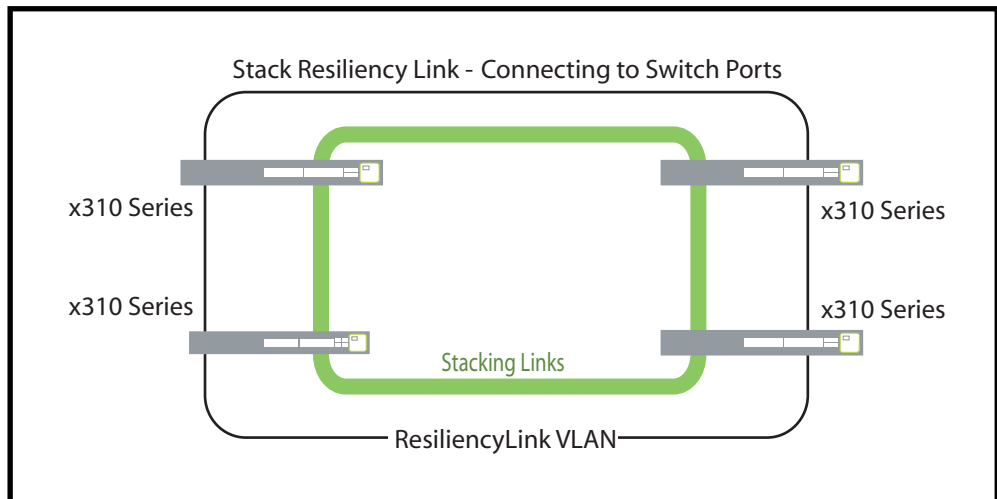 Stack Resiliency Link - Connecting to Switch Ports
x310 Series
x310 Series
x310 Series
x310 Series
Stacking Links
ResiliencyLink VLAN